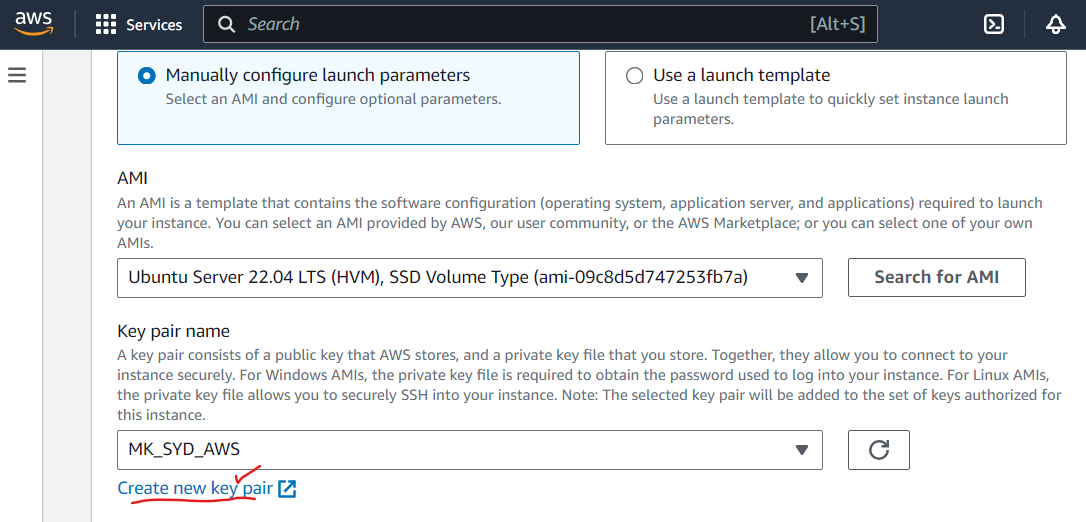 aws
Services
Search
[Alt+S]
Manually configure launch parameters
Select an AMI and configure optional parameters.
Use a launch template
Use a launch template to quickly set instance launch
parameters.
AMI
An AMI is a template that contains the software configuration (operating system, application server, and applications) required to launch
your instance. You can select an AMI provided by AWS, our user community, or the AWS Marketplace; or you can select one of your own
AMIs.
Ubuntu Server 22.04 LTS (HVM), SSD Volume Type (ami-09c8d5d747253fb7a)
Search for AMI
Key pair name
A key pair consists of a public key that AWS stores, and a private key file that you store. Together, they allow you to connect to your
instance securely. For Windows AMIs, the private key file is required to obtain the password used to log into your instance. For Linux AMIs,
the private key file allows you to securely SSH into your instance. Note: The selected key pair will be added to the set of keys authorized for
this instance.
MK_SYD_AWS
Create new key pair